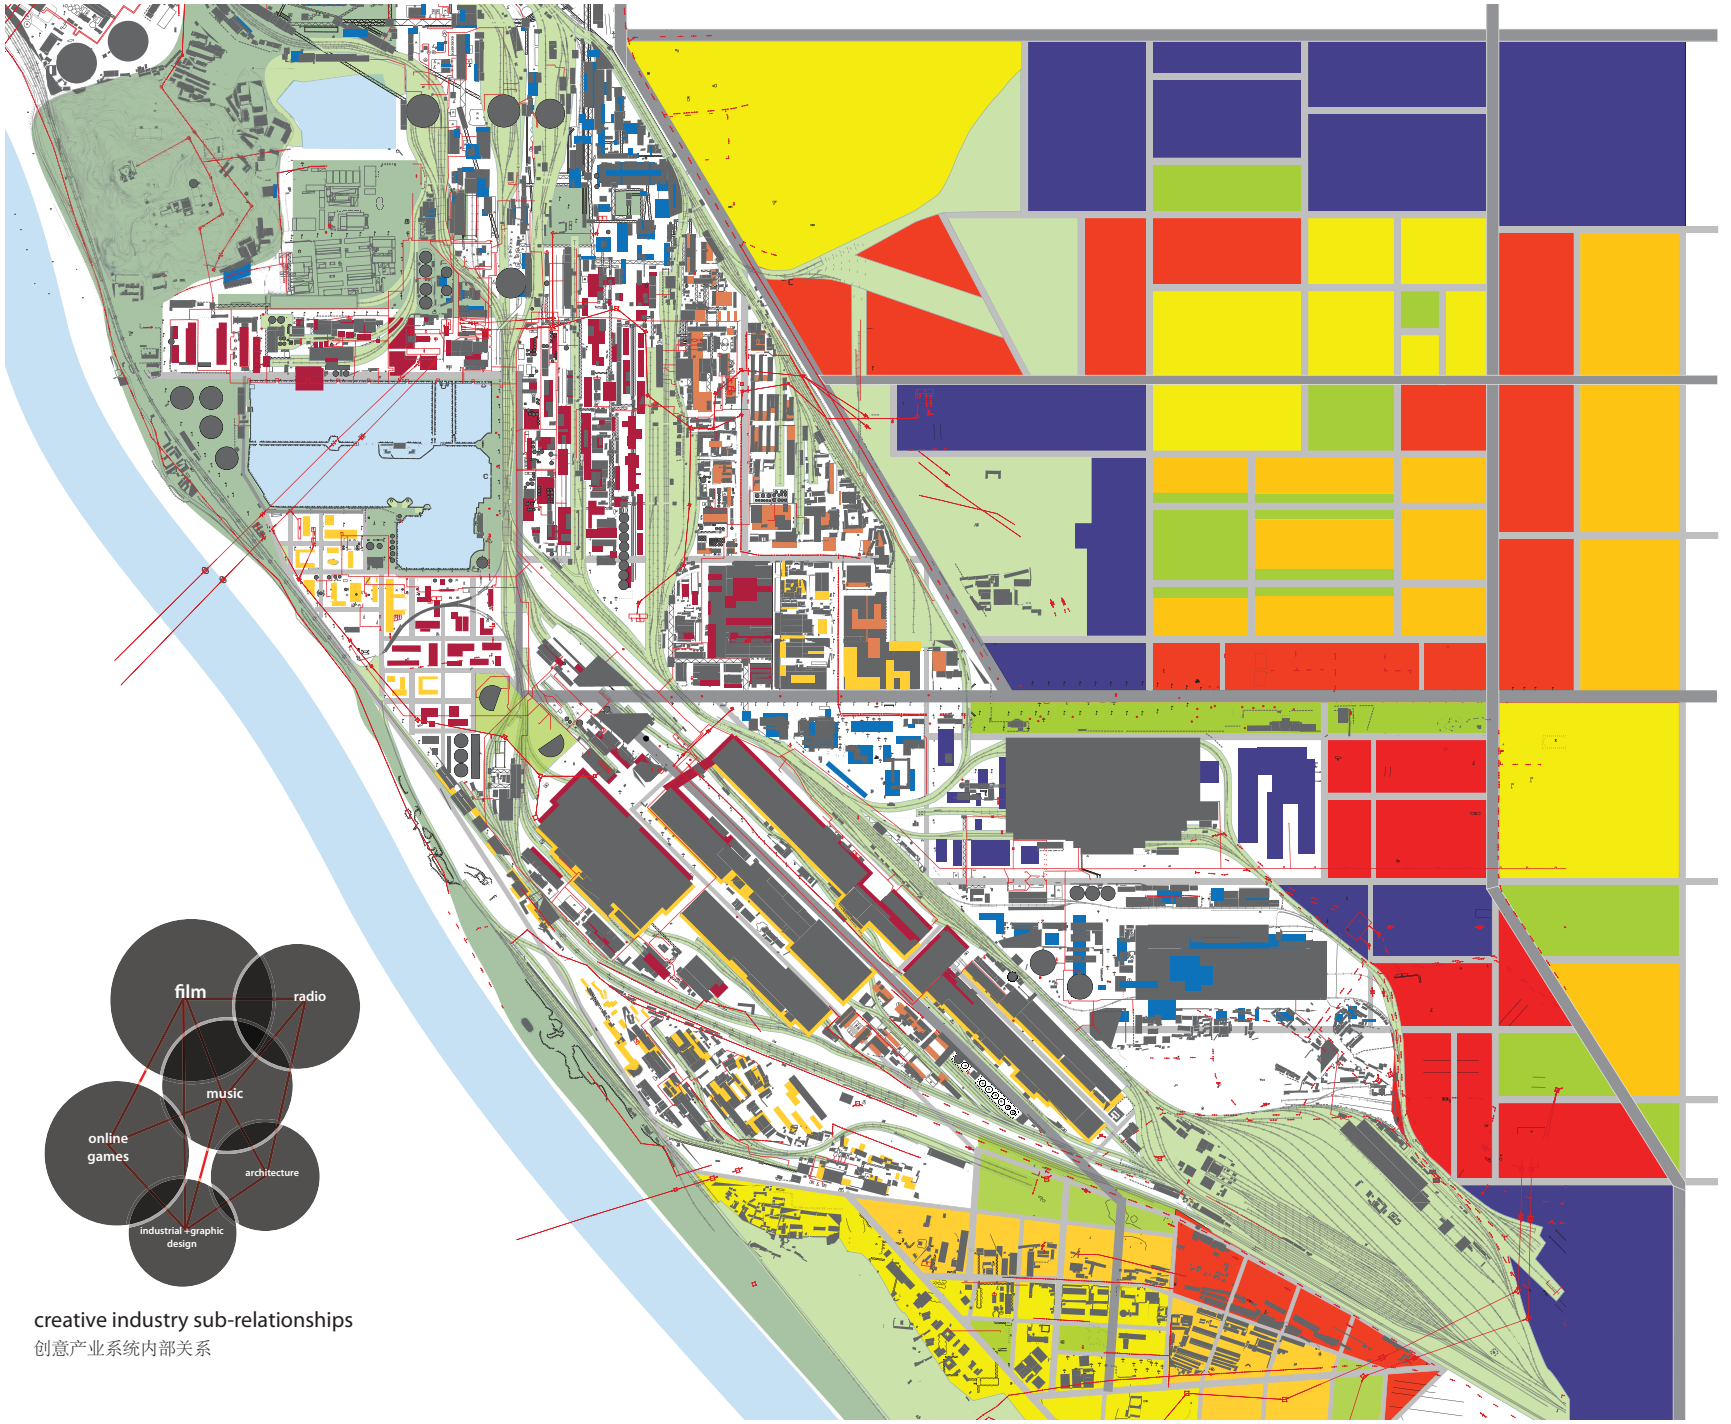 film
radio
music
online
games
architecture
industrial +graphic
design
creative industry sub-relationships
创意产业系统内部关系